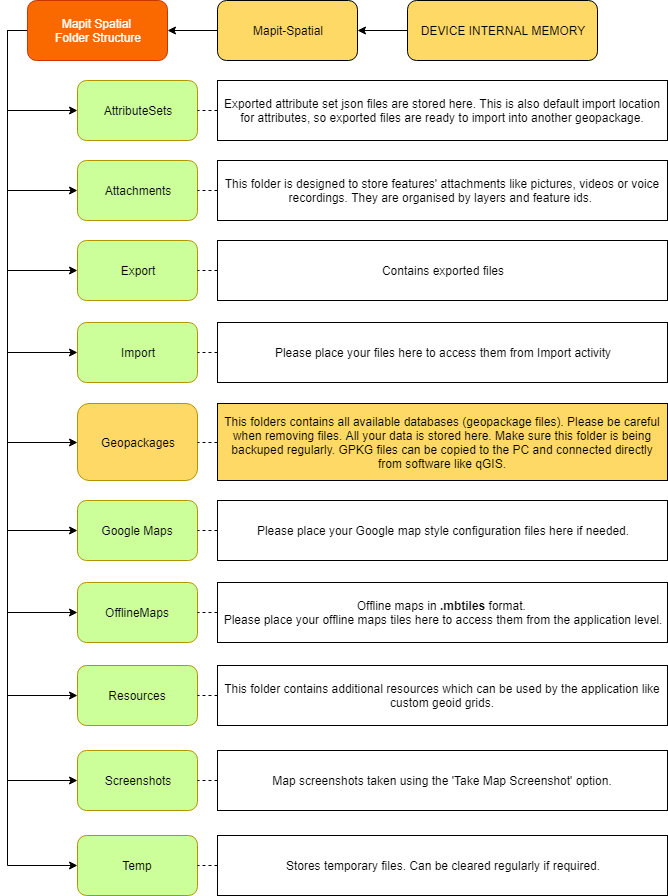 Mapit Spatial
Folder Structure
Mapit-Spatial
DEVICE INTERNAL MEMORY
AttributeSets
Exported attribute set json files are stored here. This is also default import location
for attributes, so exported files are ready to import into another geopackage.
Attachments
This folder is designed to store features' attachments like pictures, videos or voice
recordings. They are organised by layers and feature ids.
Export
Contains exported files
Import
Please place your files here to access them from Import activity
Geopackages
This folders contains all available databases (geopackage files). Please be careful
when removing files. All your data is stored here. Make sure this folder is being
backuped regularly. GPKG files can be copied to the PC and connected directly
from software like qGIS.
Google Maps
Please place your Google map style configuration files here if needed.
OfflineMaps
Offline maps in .mbtiles format.
Please place your offline maps tiles here to access them from the application level.
Resources
This folder contains additional resources which can be used by the application like
custom geoid grids.
Screenshots
Map screenshots taken using the 'Take Map Screenshot' option.
Temp
Stores temporary files. Can be cleared regularly if required.